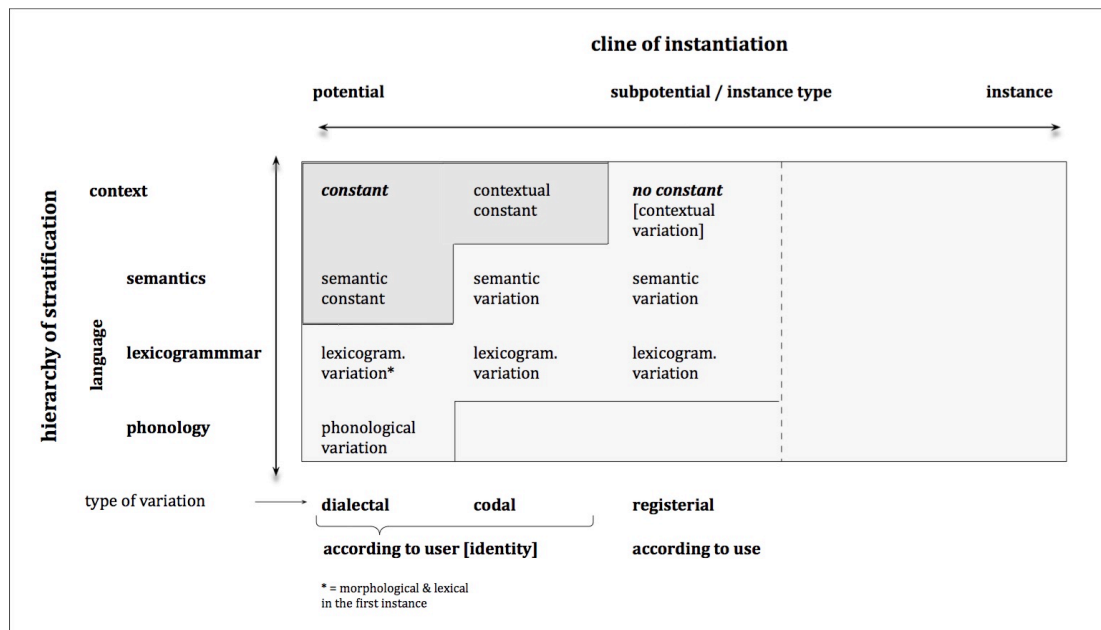 cline of instantiation
potential
subpotential / instance type
instance
hierarchy of stratification
context
constant
contextual
constant
no constant
[contextual
variation]
language
semantics
semantic
constant
semantic
variation
semantic
variation
lexicogrammmar
lexicogram.
variation*
lexicogram.
variation
lexicogram.
variation
phonology
phonological
variation
type of variation
dialectal
codal
registerial
according to user [identity]
according to use
* = morphological & lexical
in the first instance